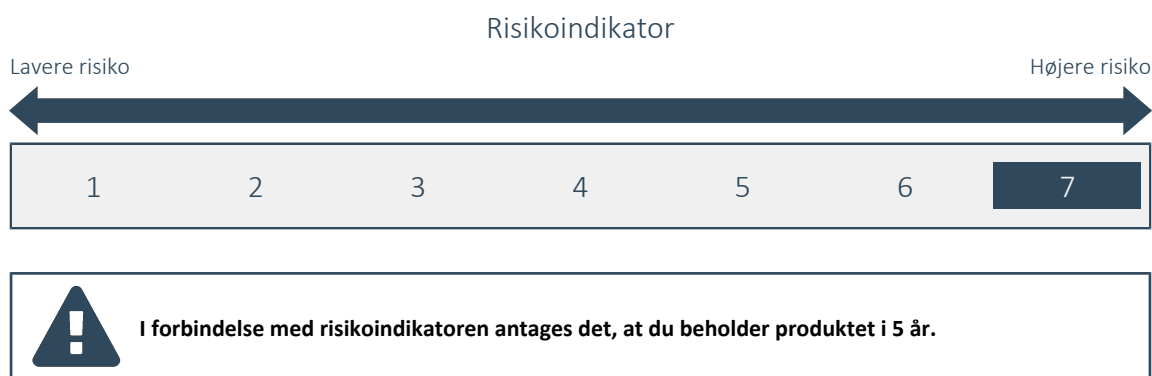 Risikoindikator
Lavere risiko Højere risiko
1 2 3 4 5 6 7
I forbindelse med risikoindikatoren antages det, at du beholder produktet i 5 år.